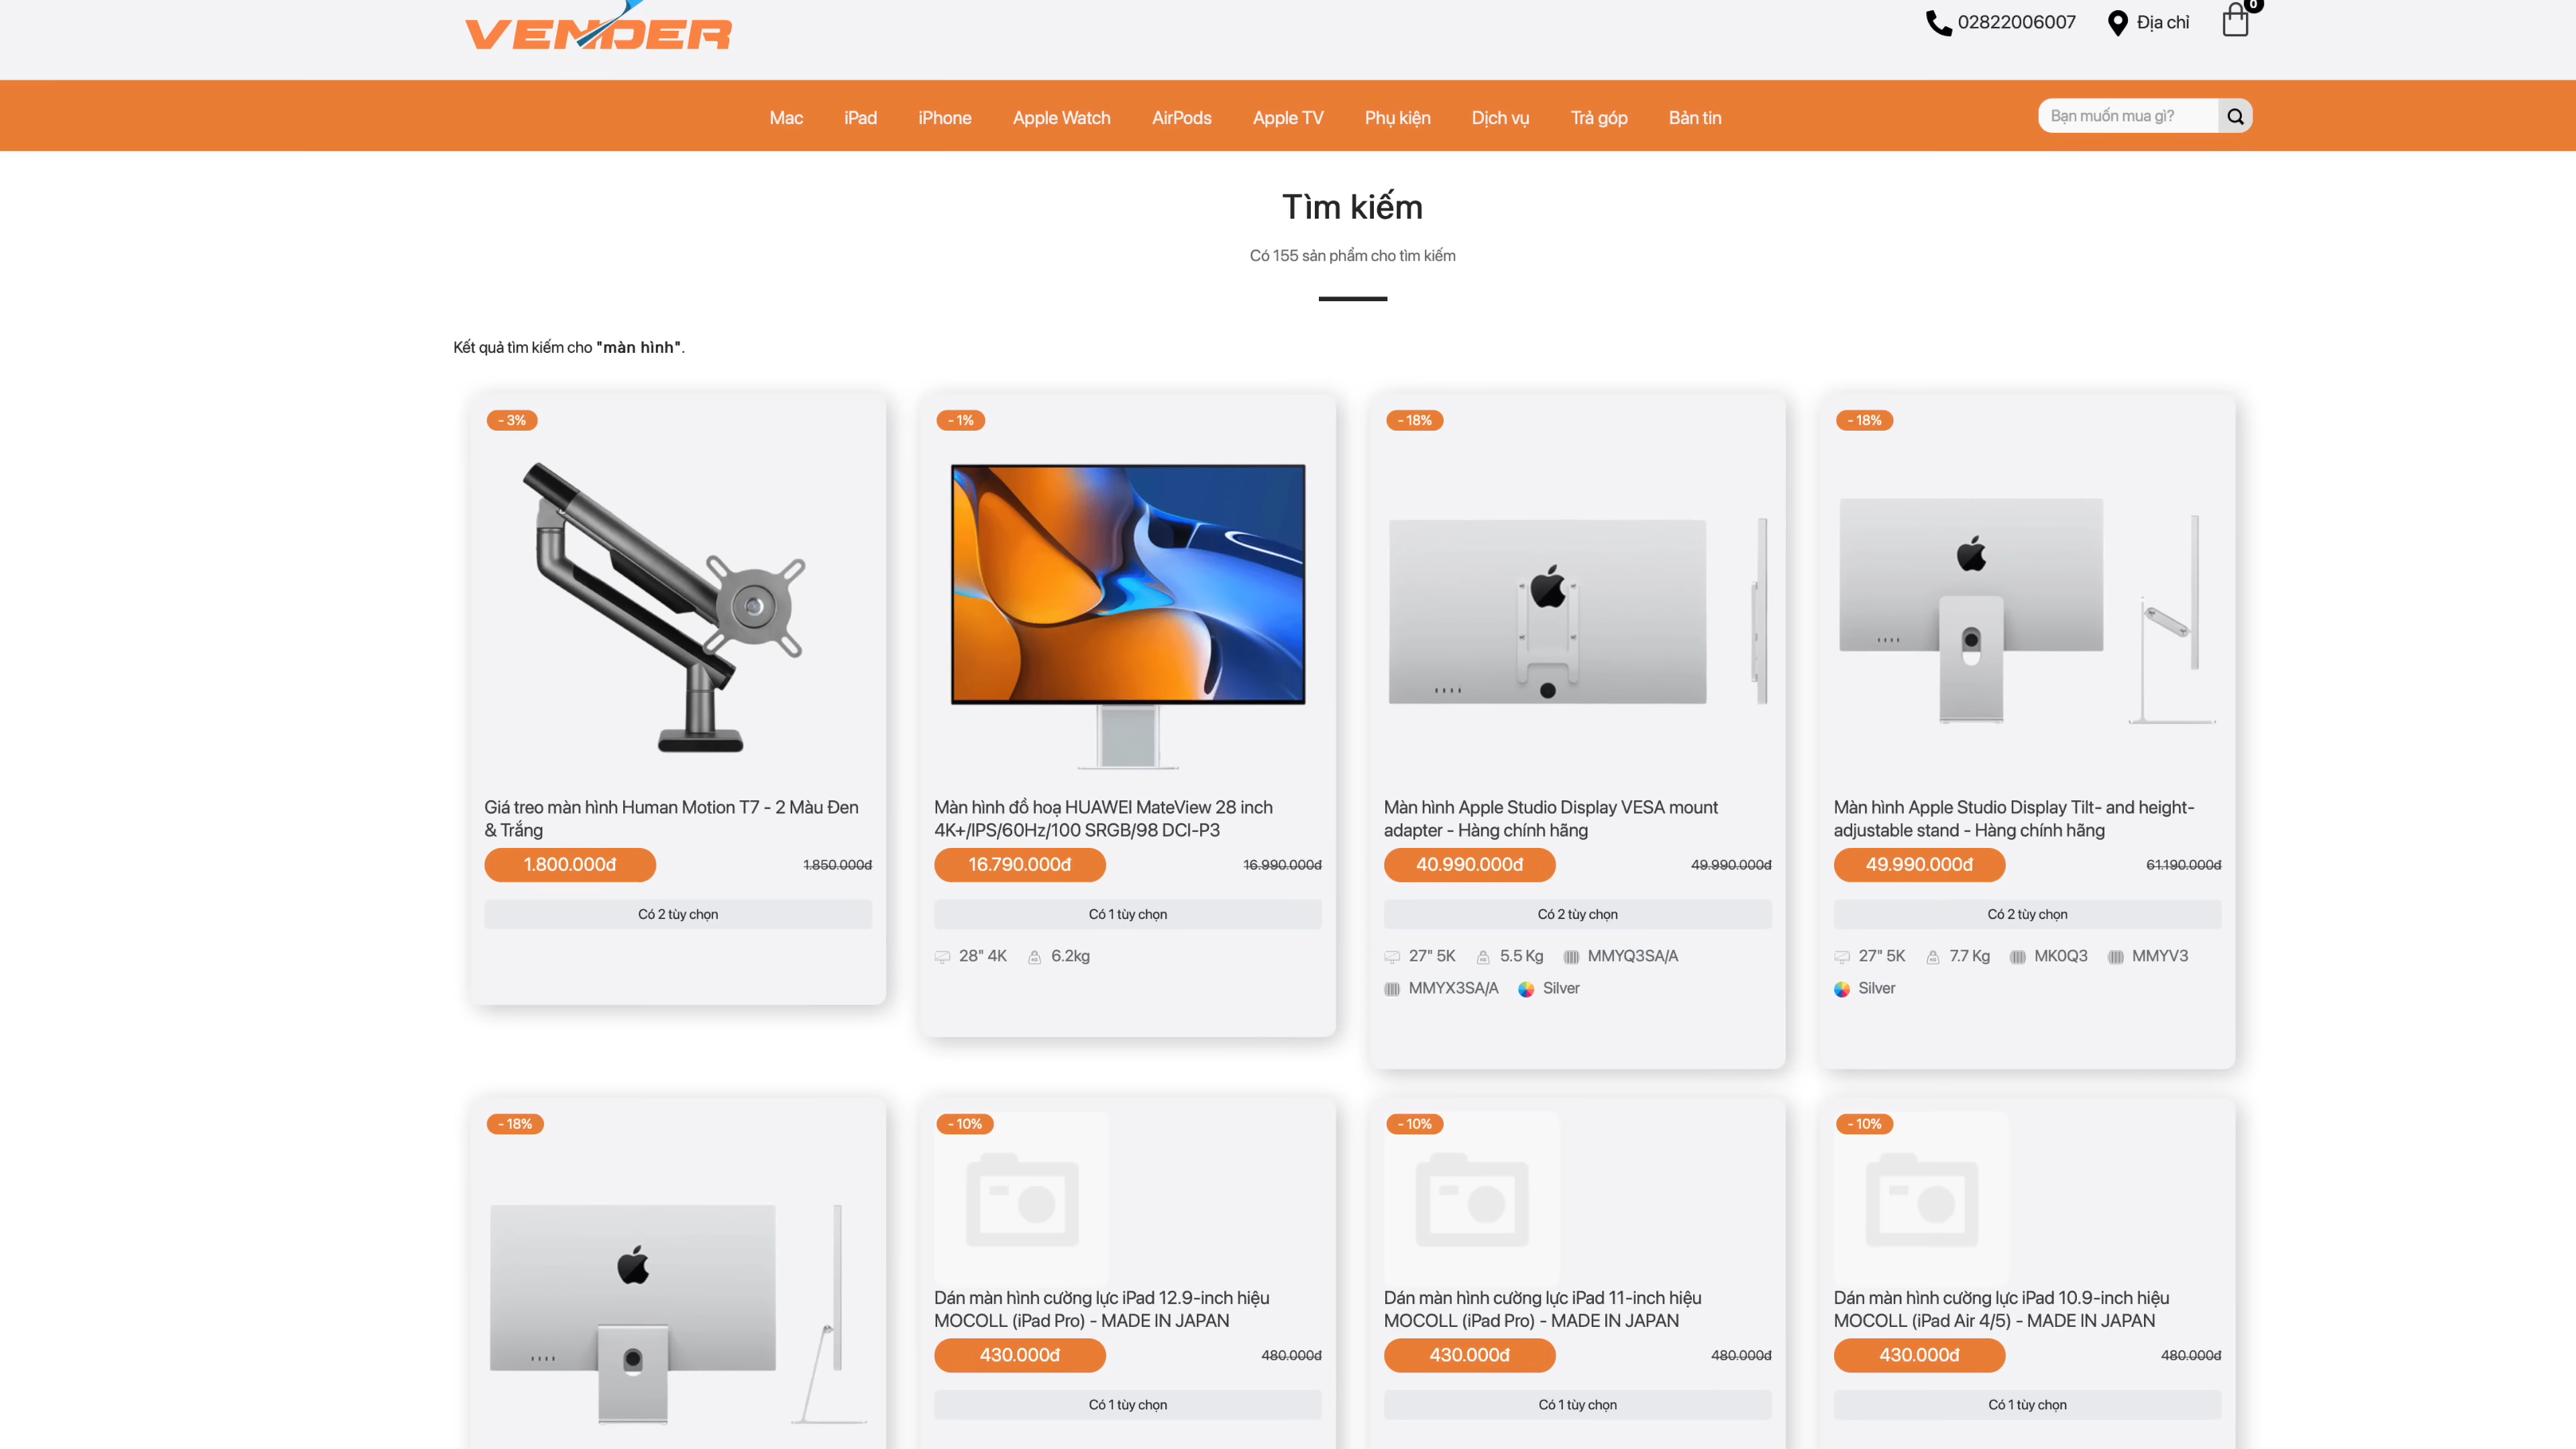 VENDER
02822006007
Địa chỉ
0
Mac
iPad
iPhone
Apple Watch
AirPods
Apple TV
Phụ kiện
Dịch vụ
Trả góp
Bản tin
Bạn muốn mua gì?
Tìm kiếm
Có 155 sản phẩm cho tìm kiếm
Kết quả tìm kiếm cho "màn hình".
- 3%
Giá treo màn hình Human Motion T7 - 2 Màu Đen
& Trắng
1.800.000đ
1.850.000đ
Có 2 tùy chọn
- 1%
Màn hình đồ hoạ HUAWEI MateView 28 inch
4K+/IPS/60Hz/100 SRGB/98 DCI-P3
16.790.000đ
16.990.000đ
Có 1 tùy chọn
28" 4K
6.2kg
- 18%
Màn hình Apple Studio Display VESA mount
adapter - Hàng chính hãng
40.990.000đ
49.990.000đ
Có 2 tùy chọn
27" 5K
5.5 Kg
MMYQ3SA/A
MMYX3SA/A
Silver
- 18%
Màn hình Apple Studio Display Tilt- and height-
adjustable stand - Hàng chính hãng
49.990.000đ
61.190.000đ
Có 2 tùy chọn
27" 5K
7.7 Kg
MK0Q3
MMYV3
Silver
- 18%
- 10%
Dán màn hình cường lực iPad 12.9-inch hiệu
MOCOLL (iPad Pro) - MADE IN JAPAN
430.000đ
480.000đ
Có 1 tùy chọn
- 10%
Dán màn hình cường lực iPad 11-inch hiệu
MOCOLL (iPad Pro) - MADE IN JAPAN
430.000đ
480.000đ
Có 1 tùy chọn
- 10%
Dán màn hình cường lực iPad 10.9-inch hiệu
MOCOLL (iPad Air 4/5) - MADE IN JAPAN
430.000đ
480.000đ
Có 1 tùy chọn